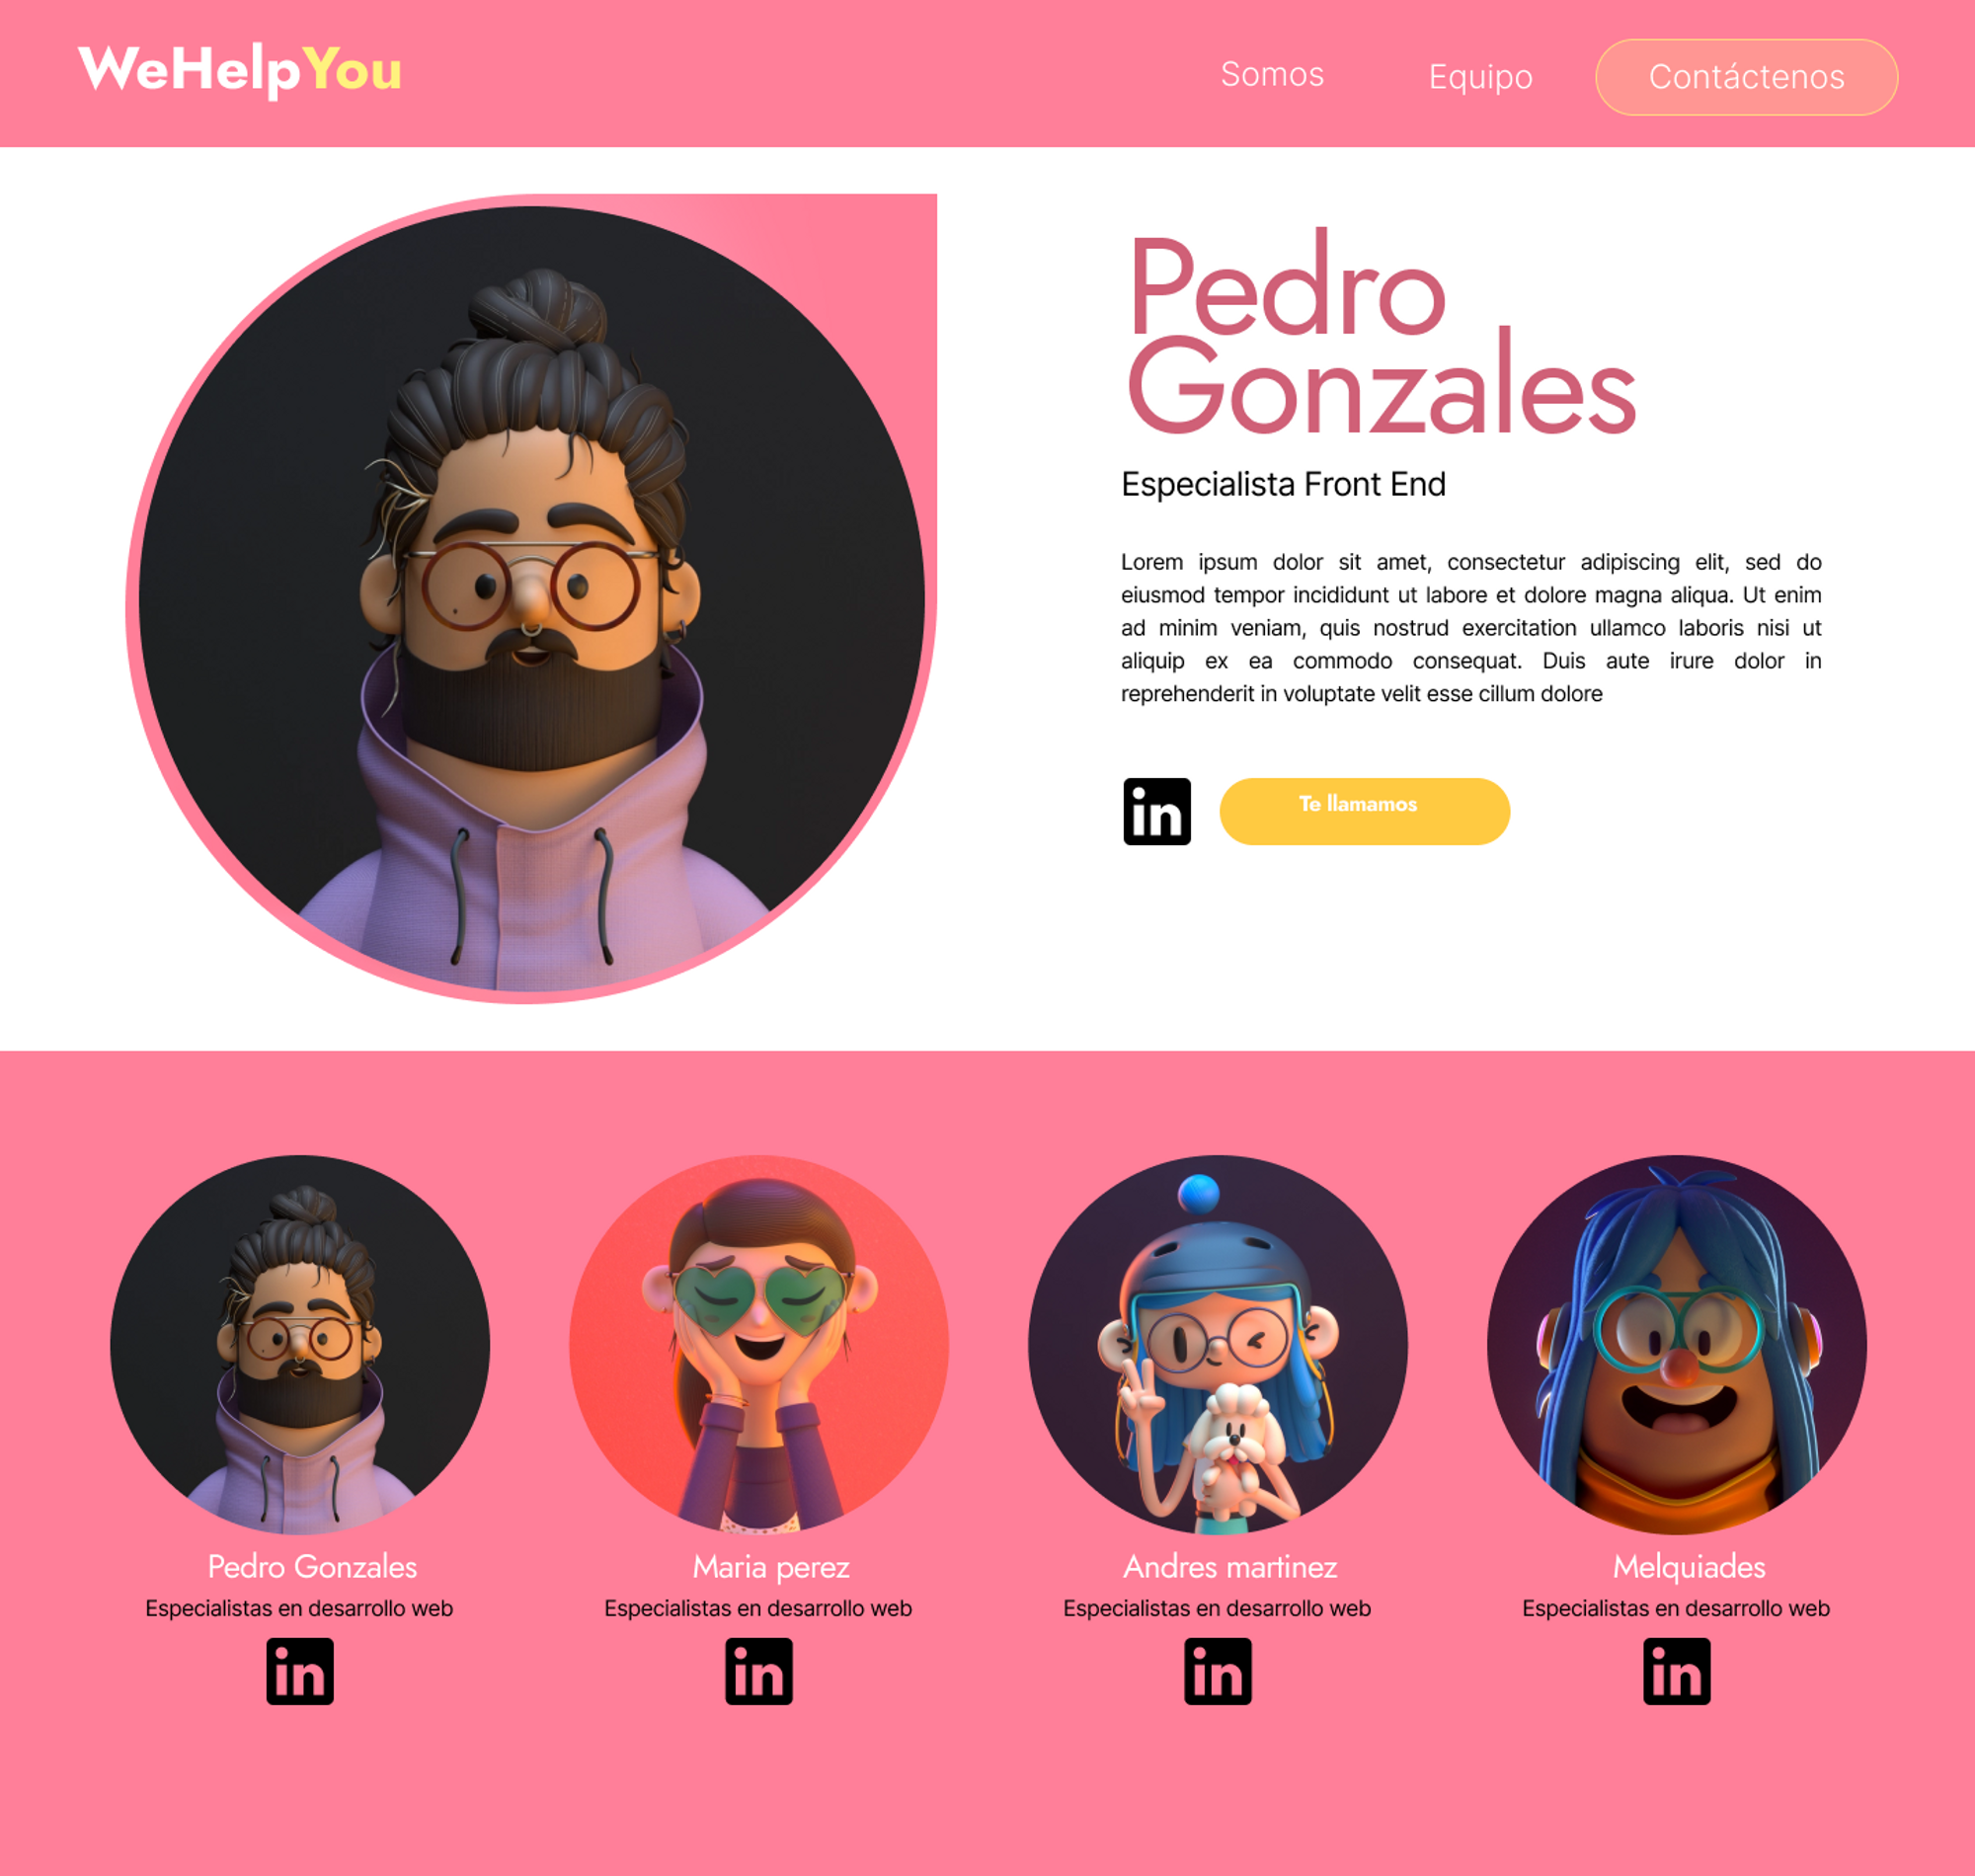 WeHelpYou
Somos
Equipo
Contáctenos
Pedro
Gonzales
Especialista Front End
Lorem ipsum dolor sit amet, consectetur adipiscing elit, sed do
eiusmod tempor incididunt ut labore et dolore magna aliqua. Ut enim
ad minim veniam, quis nostrud exercitation ullamco laboris nisi ut
aliquip ex ea commodo consequat. Duis aute irure dolor in
reprehenderit in voluptate velit esse cillum dolore
in
Te llamamos
Pedro Gonzales
Especialistas en desarrollo web
in
Maria perez
Especialistas en desarrollo web
in
Andres martinez
Especialistas en desarrollo web
in
Melquiades
Especialistas en desarrollo web
in